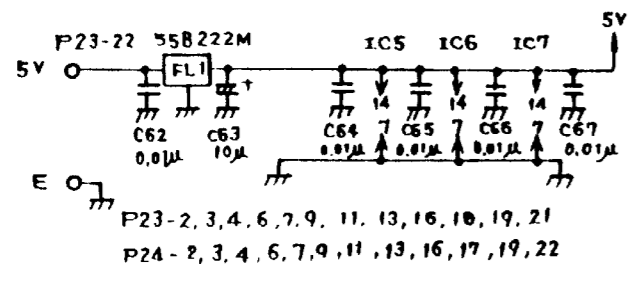 5V
P23-22 55B222M IC5 IC6 IC7
5V FL1 +
14 14 14
C62 C63 C64 7 C65 7 C66 7 C67
0.01μ 10μ 0.01μ 0.01μ 0.01μ 0.01μ
E
P23-2, 3, 4, 6, 7, 9, 11, 13, 16, 18, 19, 21
P24-2, 3, 4, 6, 7, 9, 11, 13, 16, 17, 19, 22